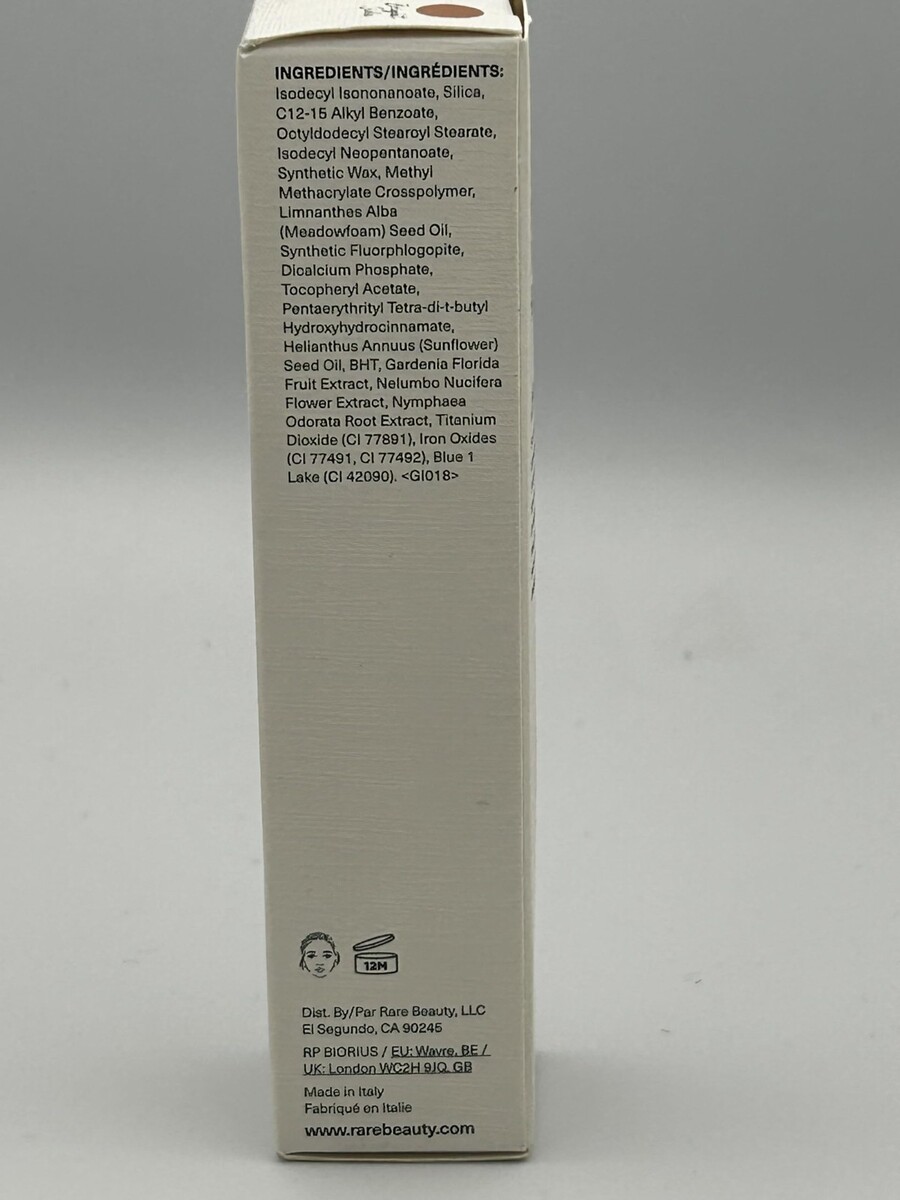 INGREDIENTS/INGRÉDIENTS:
Isodecyl Isononanoate, Silica,
C12-15 Alkyl Benzoate,
Octyldodecyl Stearoyl Stearate,
Isodecyl Neopentanoate,
Synthetic Wax, Methyl
Methacrylate Crosspolymer,
Limnanthes Alba
(Meadowfoam) Seed Oil,
Synthetic Fluorphlogopite,
Dicalcium Phosphate,
Tocopheryl Acetate,
Pentaerythrityl Tetra-di-t-butyl
Hydroxyhydrocinnamate,
Helianthus Annuus (Sunflower)
Seed Oil, BHT, Gardenia Florida
Fruit Extract, Nelumbo Nucifera
Flower Extract, Nymphaea
Odorata Root Extract, Titanium
Dioxide (CI 77891), Iron Oxides
(CI 77491, CI 77492), Blue 1
Lake (CI 42090). <GI018>
12M
Dist. By/Par Rare Beauty, LLC
El Segundo, CA 90245
RP BIORIUS / EU: Wavre, BE /
UK: London WC2H 9JQ, GB
Made in Italy
Fabriqué en Italie
www.rarebeauty.com